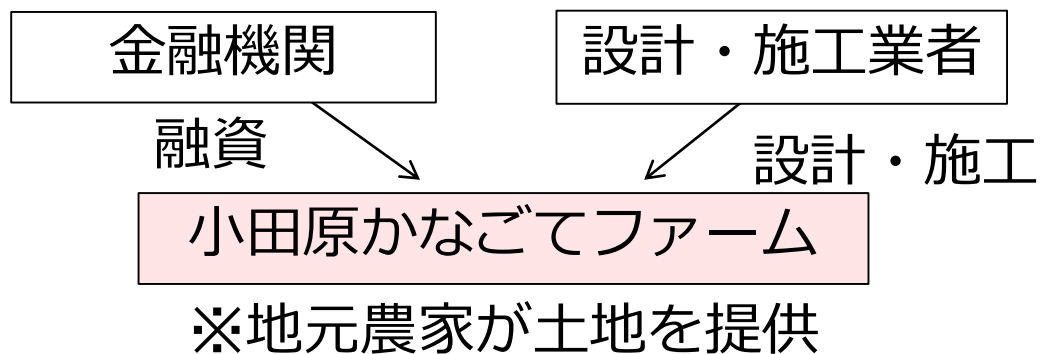 金融機関
設計・施工業者
融資
設計・施工
小田原かなごてファーム
※地元農家が土地を提供